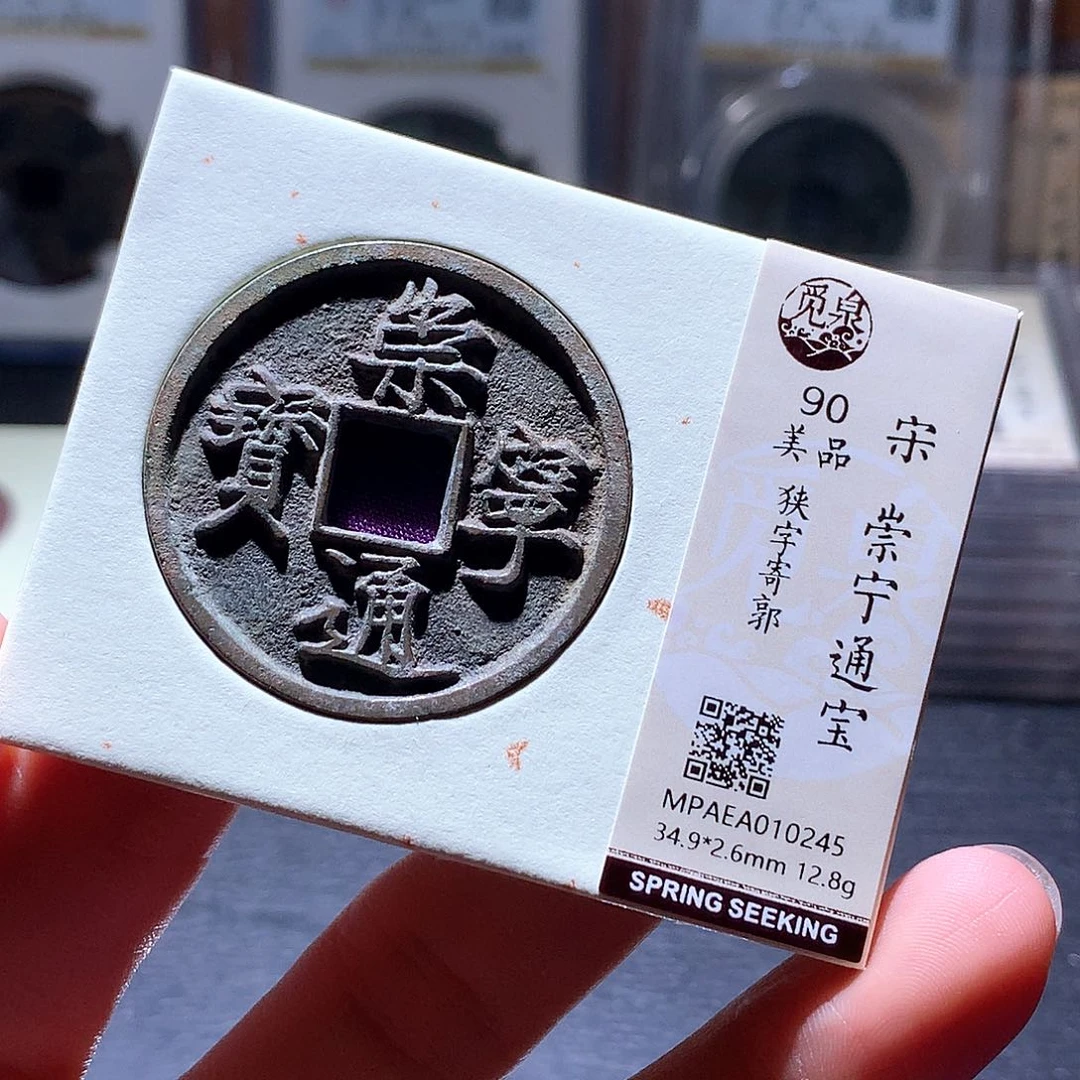 崇寧通寶
覓泉
90
美品
狭字寄郭
宋 崇宁通宝
MPAEA010245
34.9*2.6mm 12.8g
SPRING SEEKING